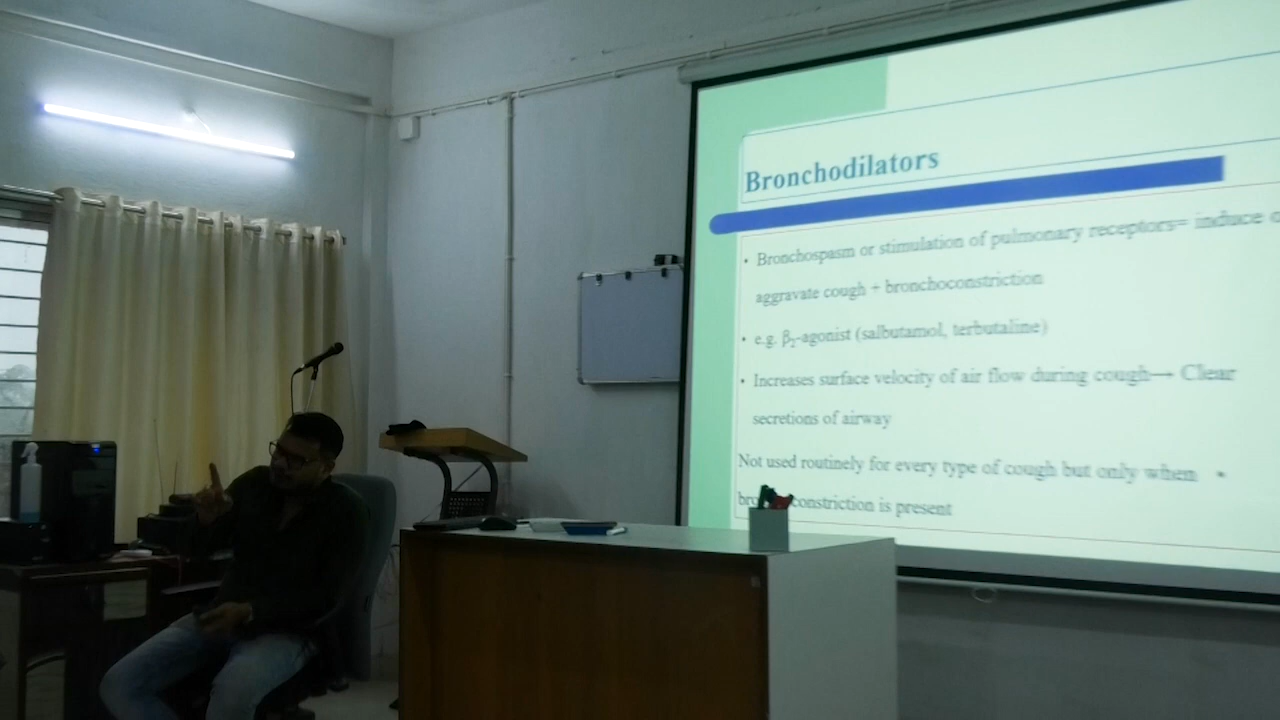 Bronchodilators
• Bronchospasm or stimulation of pulmonary receptors= induce
aggravate cough + bronchoconstriction
• e.g. β₂-agonist (salbutamol, terbutaline)
• Increases surface velocity of air flow during cough→ Clear
secretions of airway
Not used routinely for every type of cough but only when •
constriction is present